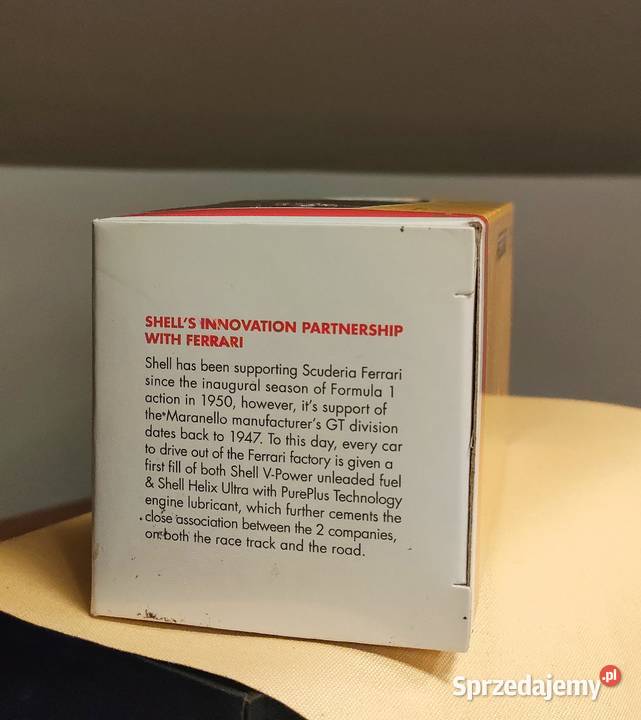 SHELL'S INNOVATION PARTNERSHIP
WITH FERRARI
Shell has been supporting Scuderia Ferrari
since the inaugural season of Formula 1
action in 1950, however, it's support of
the Maranello manufacturer's GT division
dates back to 1947. To this day, every car
to drive out of the Ferrari factory is given a
first fill of both Shell V-Power unleaded fuel
& Shell Helix Ultra with PurePlus Technology
engine lubricant, which further cements the
close association between the 2 companies,
on both the race track and the road.
Sprzedajemy.pl